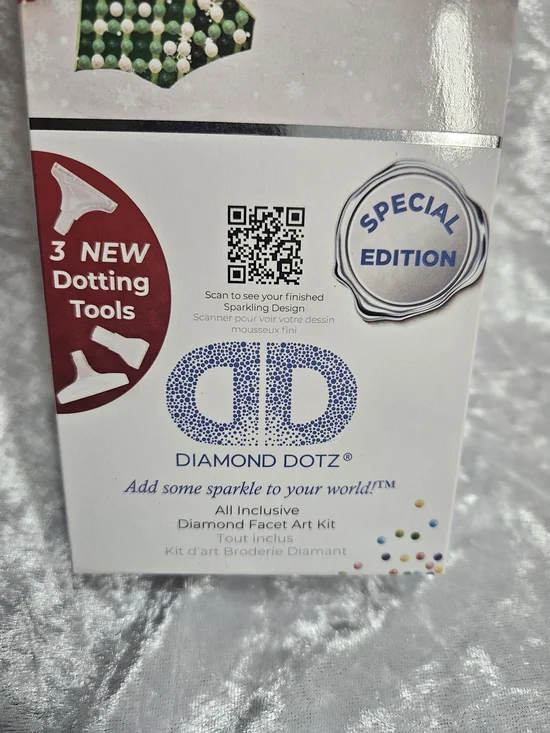 SPECIAL
EDITION
3 NEW
Dotting
Tools
Scan to see your finished
Sparkling Design
Scanner pour voir votre dessin
mousseux fini
DIAMOND DOTZ®
Add some sparkle to your world!™
All Inclusive
Diamond Facet Art Kit
Tout inclus
Kit d'art Broderie Diamant